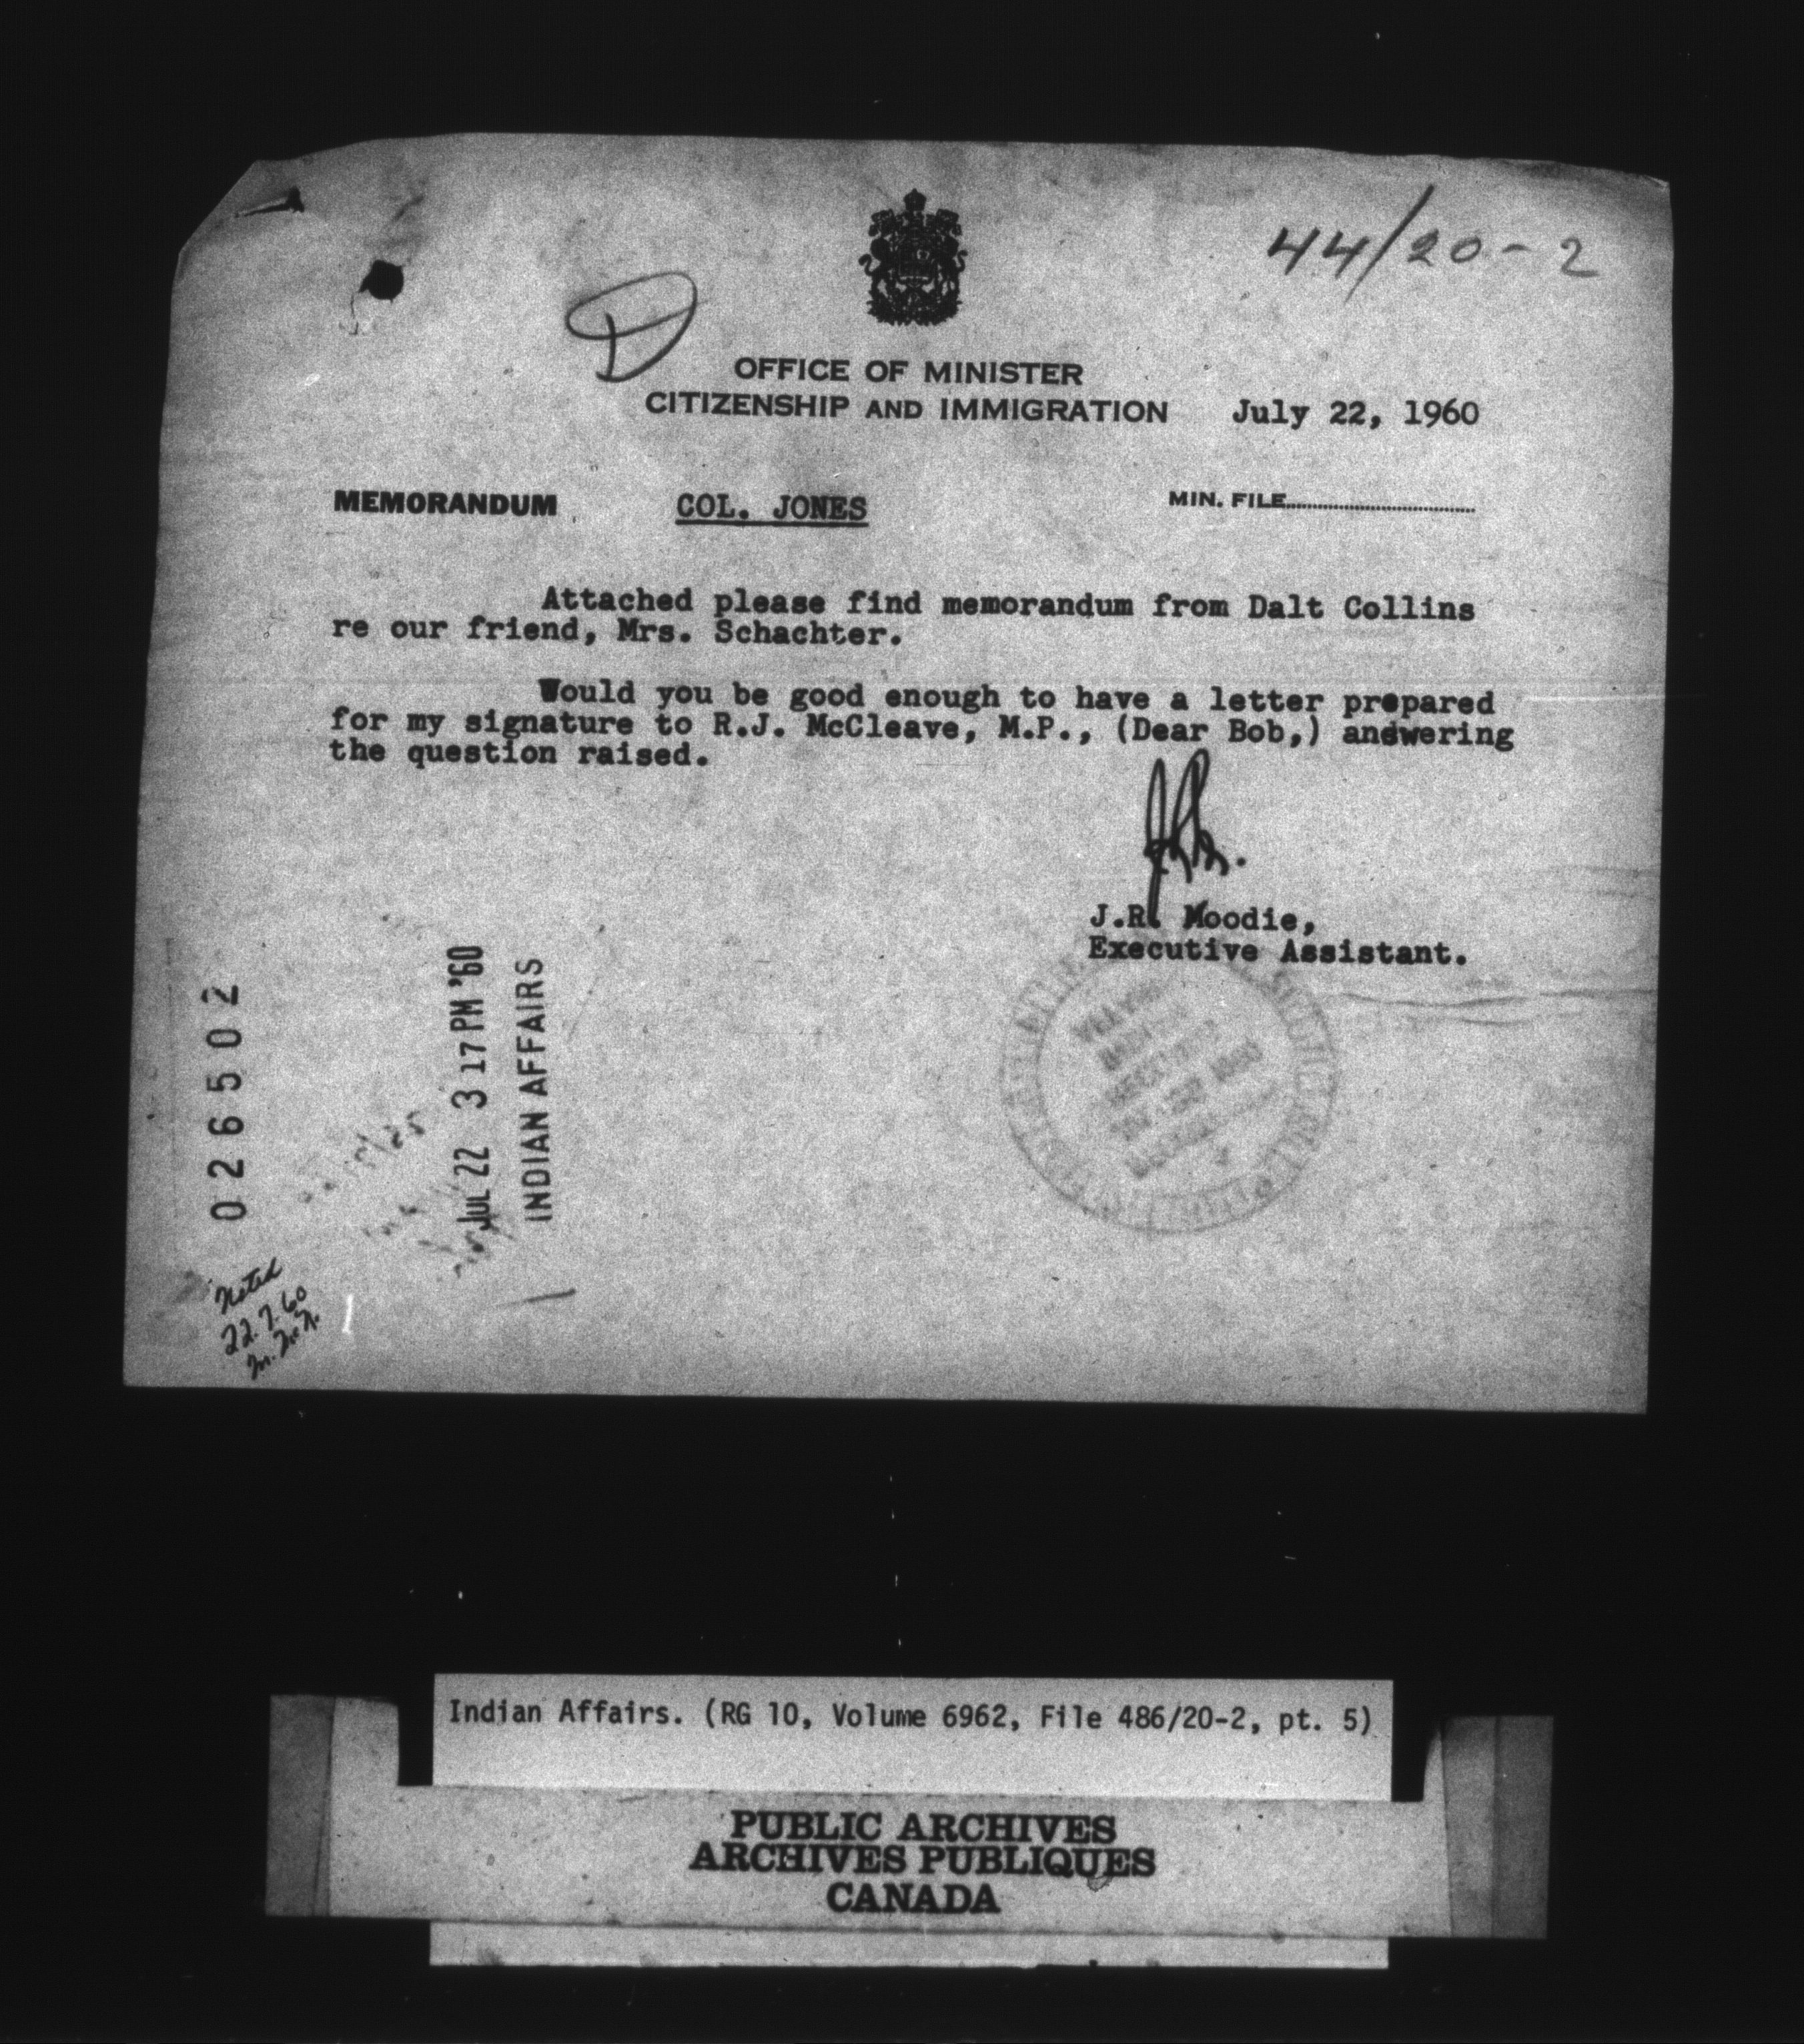 44/20-2
D
OFFICE OF MINISTER
CITIZENSHIP AND IMMIGRATION July 22, 1960
MEMORANDUM COL. JONES MIN. FILE
Attached please find memorandum from Dalt Collins
re our friend, Mrs. Schachter.
Would you be good enough to have a letter prepared
for my signature to R.J. McCleave, M.P., (Dear Bob,) andwering
the question raised.
J.R. Moodie,
Executive Assistant.
026502
JUL 22 3 17 PM '60
INDIAN AFFAIRS
Noted
22.7.60
Indian Affairs. (RG 10, Volume 6962, File 486/20-2, pt. 5)
PUBLIC ARCHIVES
ARCHIVES PUBLIQUES
CANADA